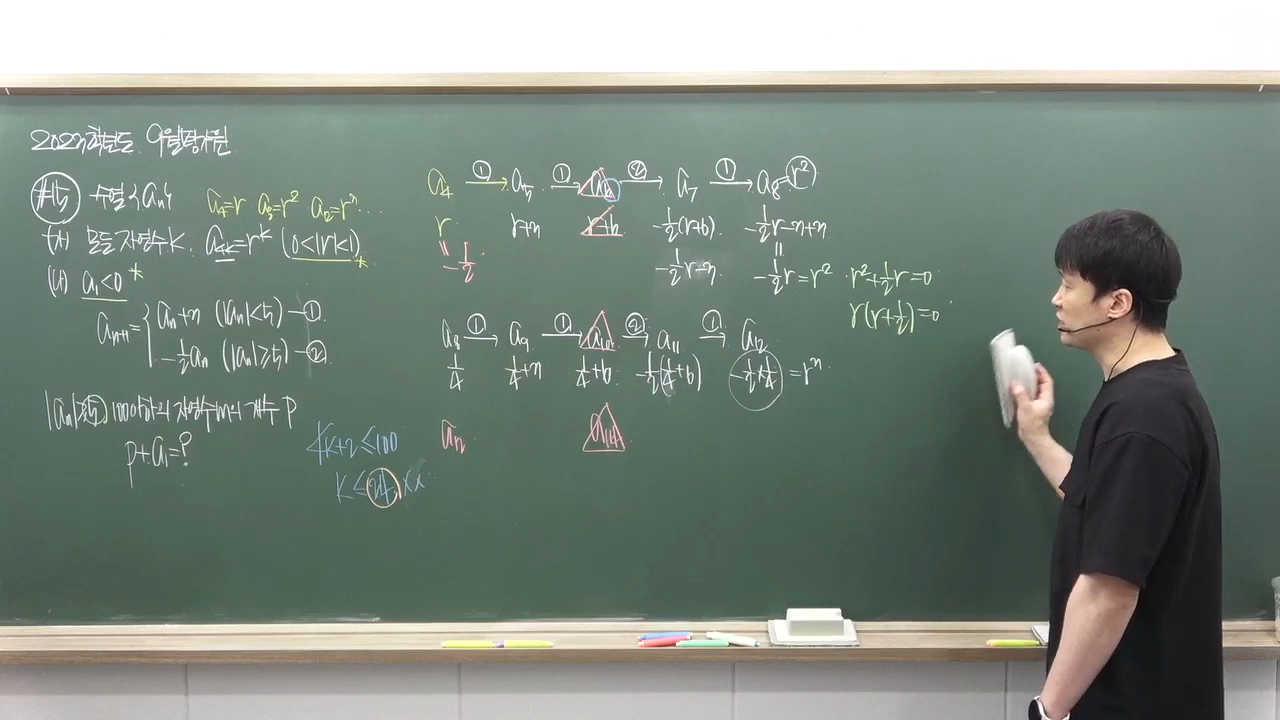 2023학년도 9월평가원
#15 수열 {aₙ} a₄=r a₈=r² a₁₂=r³ ...
(가) 모든 자연수 k. a₄ₖ=rᵏ (0<|r|<1) *
(나) a₁<0 *
aₙ₊₁= { aₙ+3 (|aₙ|<5) -①
-½aₙ (|aₙ|≥5) -②
|aₘ|≥5 100이하의 자연수 m의 개수 P
p+a₁=?
4k+2≤100
k≤24.××
a₄ ①→ a₅ ①→ a₆ ②→ a₇ ①→ a₈=r²
r r+3 r+6 -½(r+6) -½r-3+3
= -½ -½r-3 = -½r=r² r²+½r=0
r(r+½)=0
a₈ ①→ a₉ ①→ a₁₀ ②→ a₁₁ ①→ a₁₂
¼ ¼+3 ¼+6 -½(¼+6) -½×¼ =r³
a₁₂ a₁₄